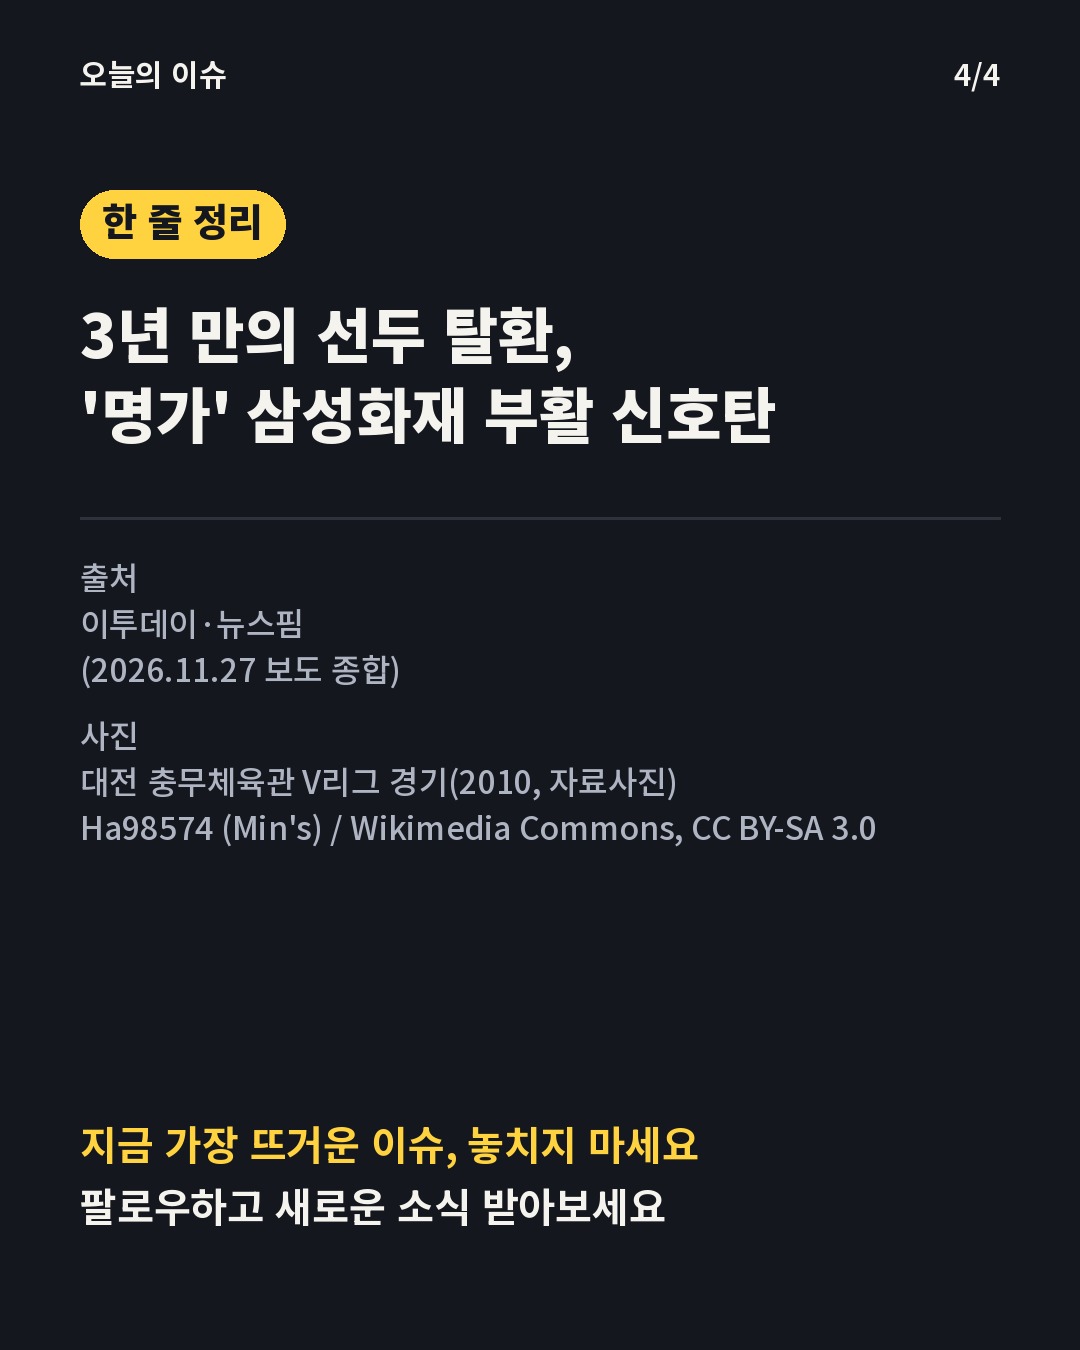 오늘의 이슈
4/4
한 줄 정리
3년 만의 선두 탈환,
'명가' 삼성화재 부활 신호탄
출처
이투데이·뉴스핌
(2026.11.27 보도 종합)
사진
대전 충무체육관 V리그 경기(2010, 자료사진)
Ha98574 (Min's) / Wikimedia Commons, CC BY-SA 3.0
지금 가장 뜨거운 이슈, 놓치지 마세요
팔로우하고 새로운 소식 받아보세요